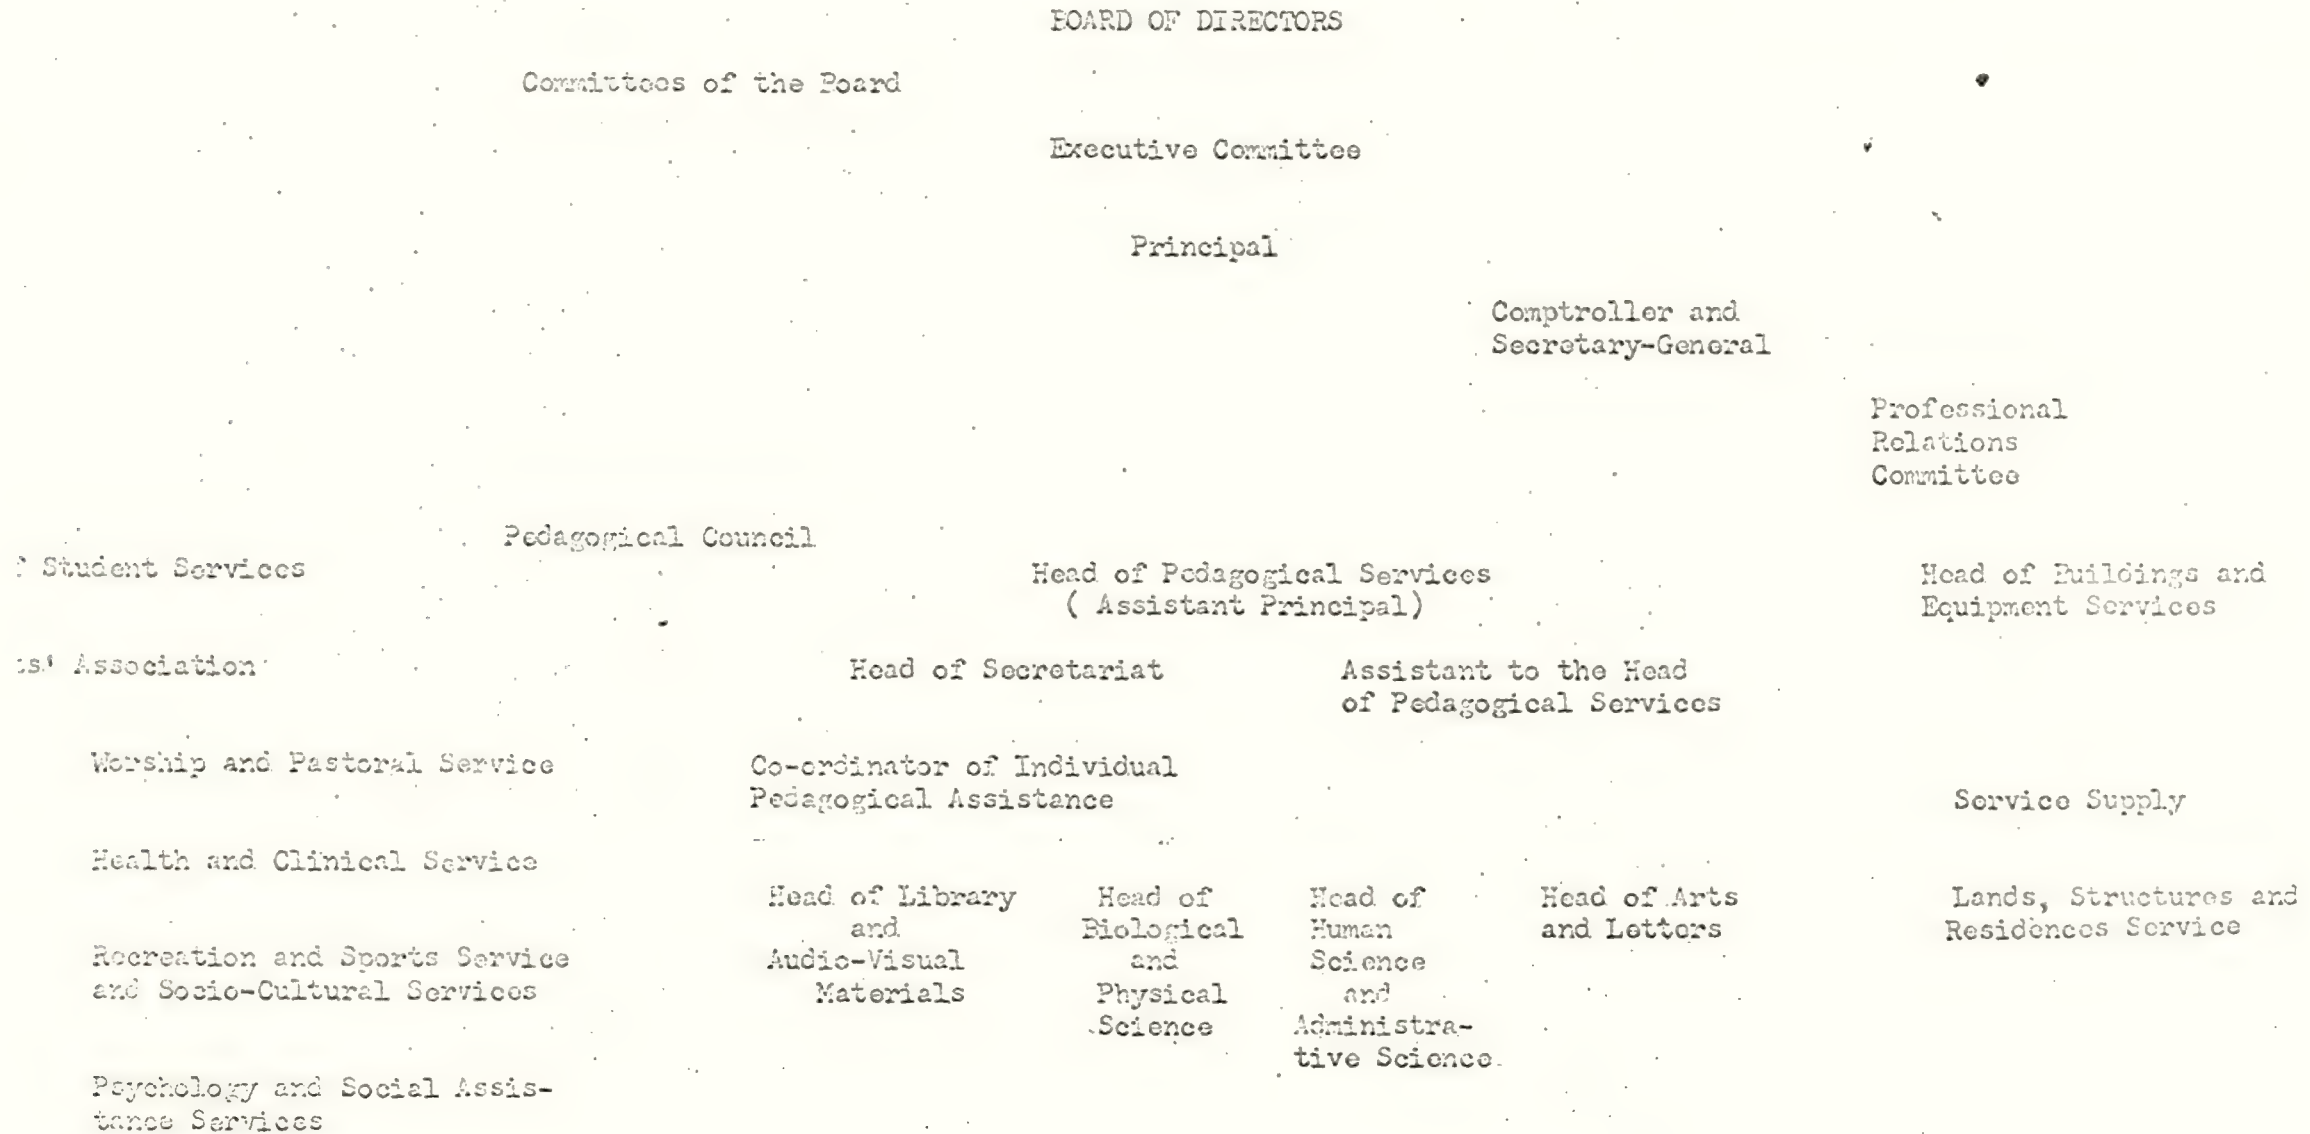 BOARD OF DIRECTORS
Committees of the Board
Executive Committee
Principal
Comptroller and
Secretary-General
Professional
Relations
Committee
Pedagogical Council
Student Services
Head of Pedagogical Services
( Assistant Principal)
Head of Buildings and
Equipment Services
Association
Head of Secretariat
Assistant to the Head
of Pedagogical Services
Worship and Pastoral Service
Co-ordinator of Individual
Pedagogical Assistance
Service Supply
Health and Clinical Service
Head of Library
and
Audio-Visual
Materials
Head of
Biological
and
Physical
Science
Head of
Human
Science
and
Administra-
tive Science
Head of Arts
and Letters
Lands, Structures and
Residences Service
Recreation and Sports Service
and Socio-Cultural Services
Psychology and Social Assis-
tance Services